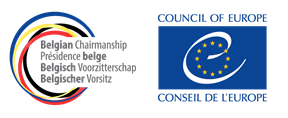 Belgian Chairmanship
Présidence belge
Belgisch Voorzitterschap
Belgischer Vorsitz
COUNCIL OF EUROPE
CONSEIL DE L'EUROPE